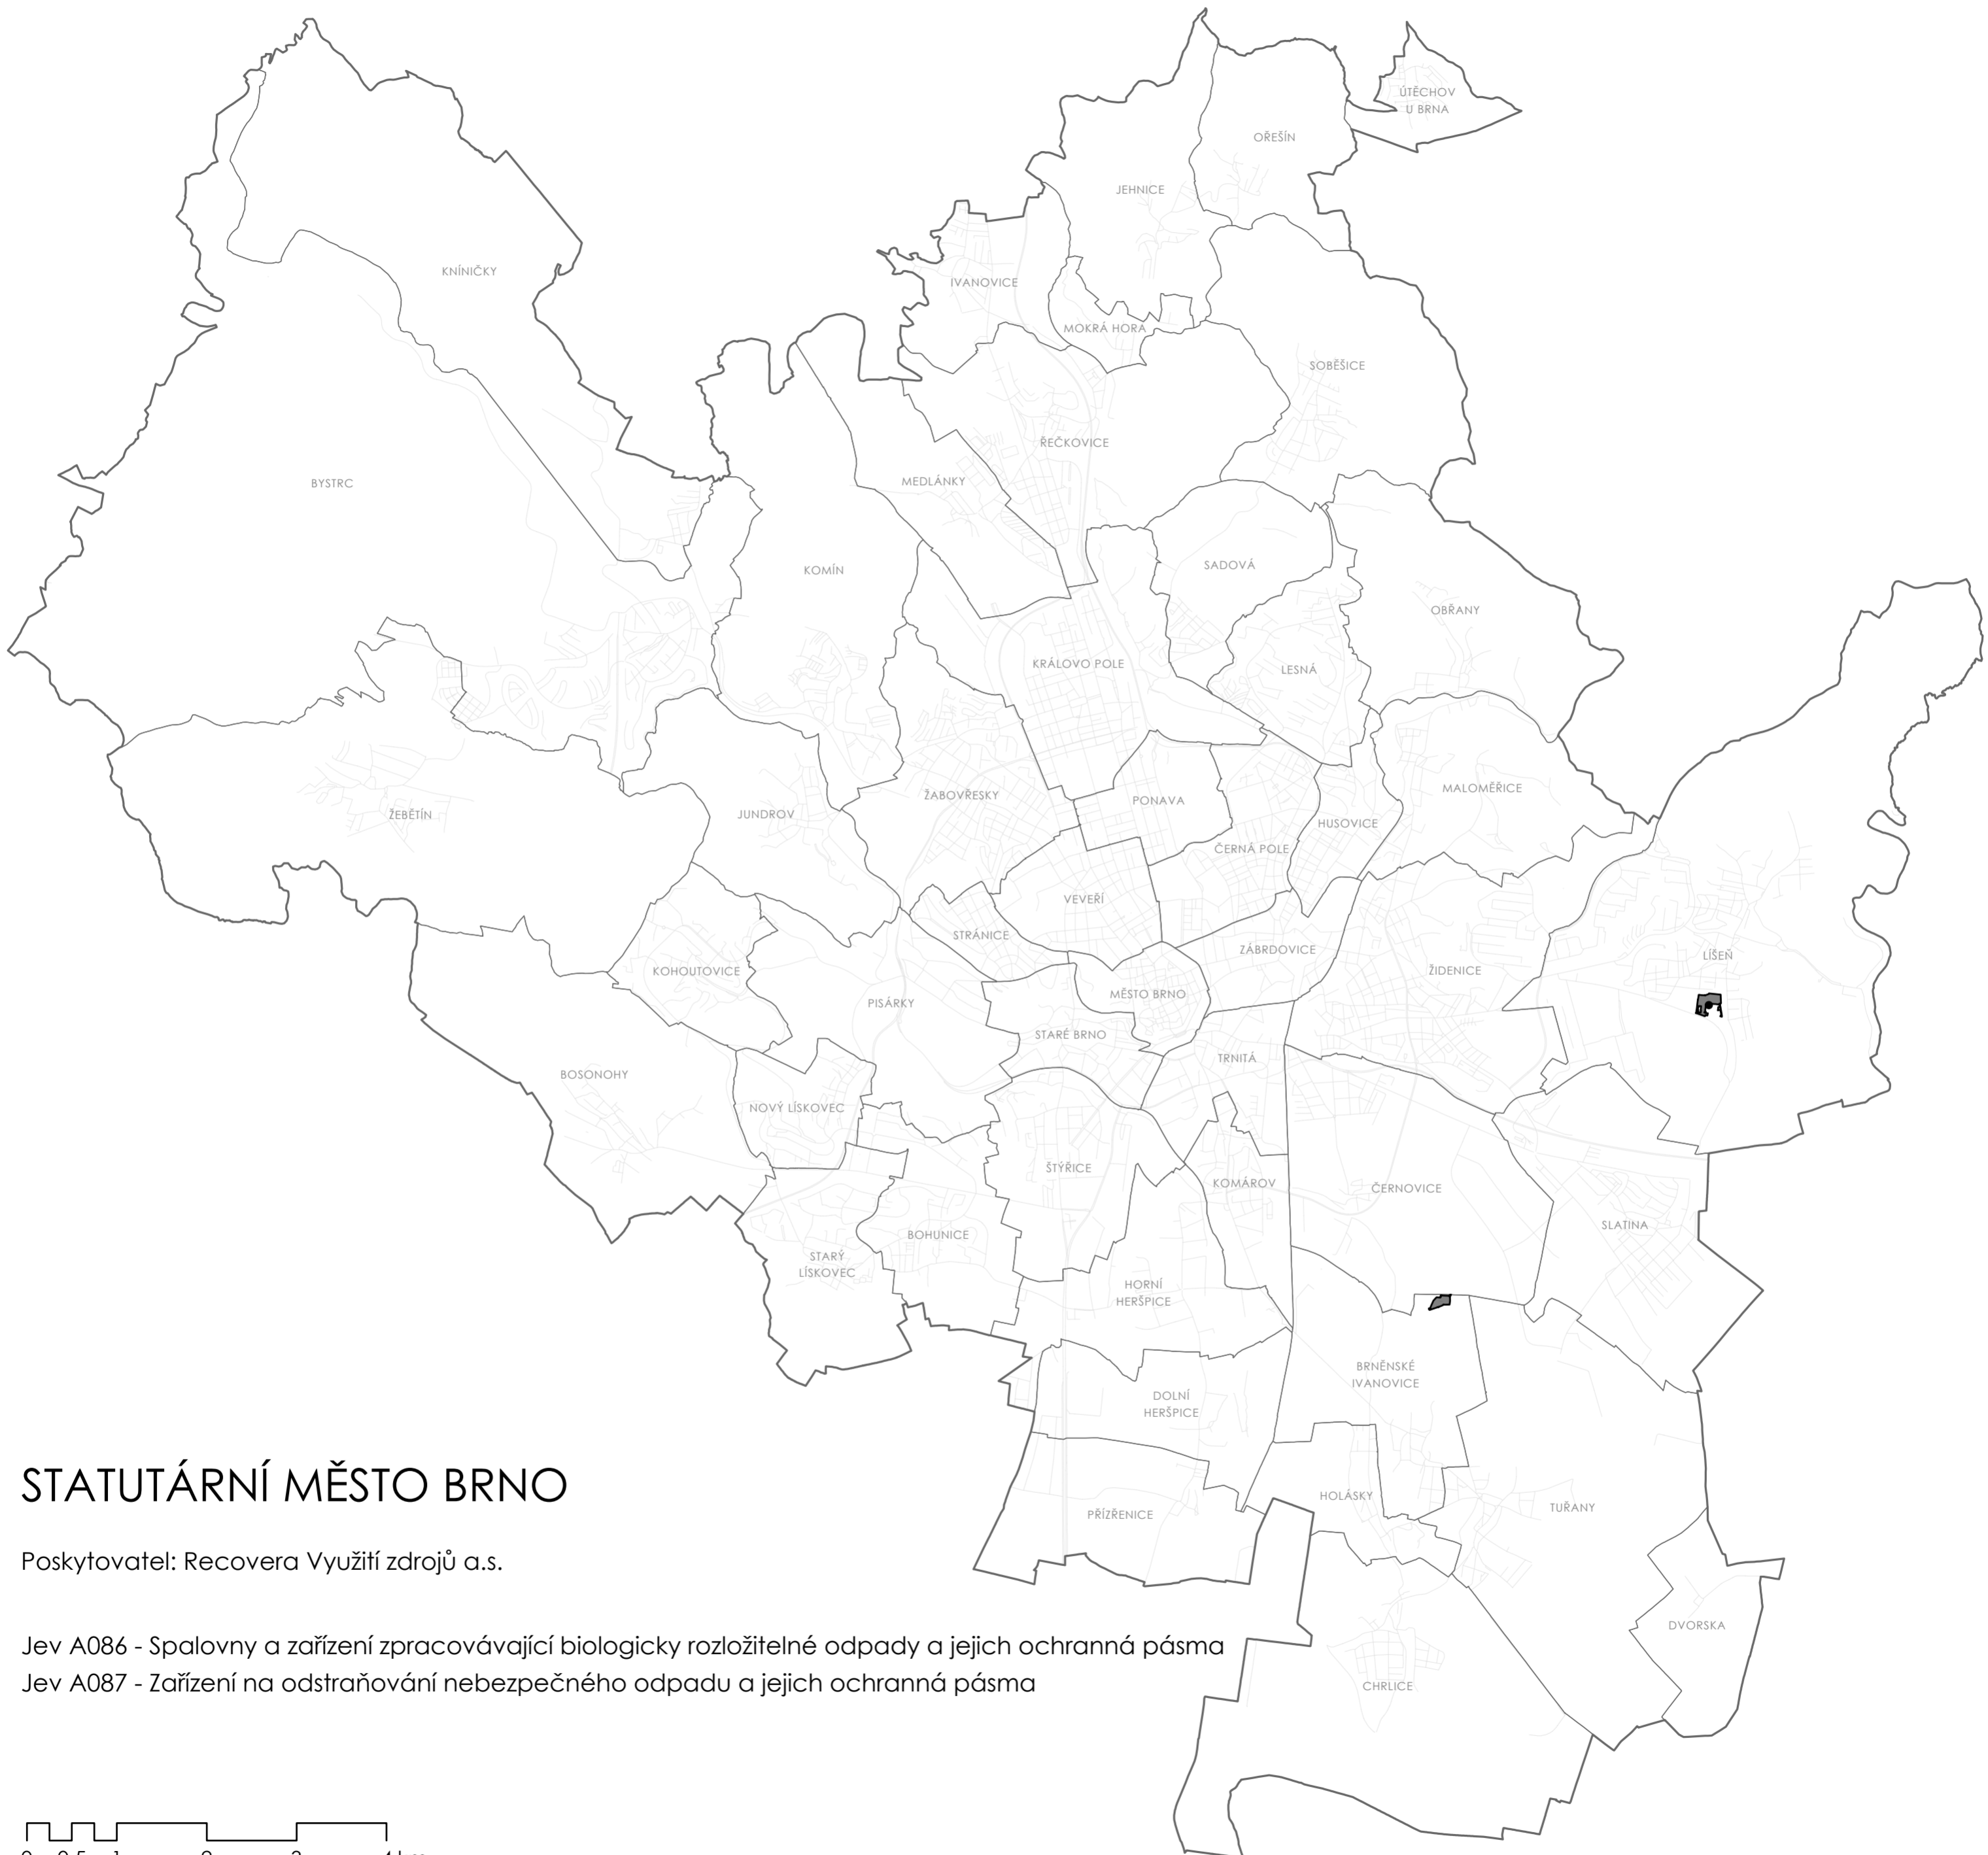 ÚTĚCHOV
U BRNA
OŘEŠÍN
JEHNICE
KNÍNIČKY
IVANOVICE
MOKRÁ HORA
SOBĚŠICE
ŘEČKOVICE
BYSTRC
MEDLÁNKY
KOMÍN
SADOVÁ
OBŘANY
KRÁLOVO POLE
LESNÁ
ŽEBĚTÍN
JUNDROV
ŽABOVŘESKY
PONAVA
MALOMĚŘICE
HUSOVICE
ČERNÁ POLE
VEVEŘÍ
STRÁNICE
ZÁBRDOVICE
LÍŠEŇ
KOHOUTOVICE
ŽIDENICE
PISÁRKY
MĚSTO BRNO
STARÉ BRNO
TRNITÁ
BOSONOHY
NOVÝ LÍSKOVEC
ŠTÝŘICE
KOMÁROV
ČERNOVICE
SLATINA
BOHUNICE
STARÝ
LÍSKOVEC
HORNÍ
HERŠPICE
BRNĚNSKÉ
IVANOVICE
DOLNÍ
HERŠPICE
STATUTÁRNÍ MĚSTO BRNO
HOLÁSKY
TUŘANY
PŘÍZŘENICE
Poskytovatel: Recovera Využití zdrojů a.s.
DVORSKA
Jev A086 - Spalovny a zařízení zpracovávající biologicky rozložitelné odpady a jejich ochranná pásma
Jev A087 - Zařízení na odstraňování nebezpečného odpadu a jejich ochranná pásma
CHRLICE